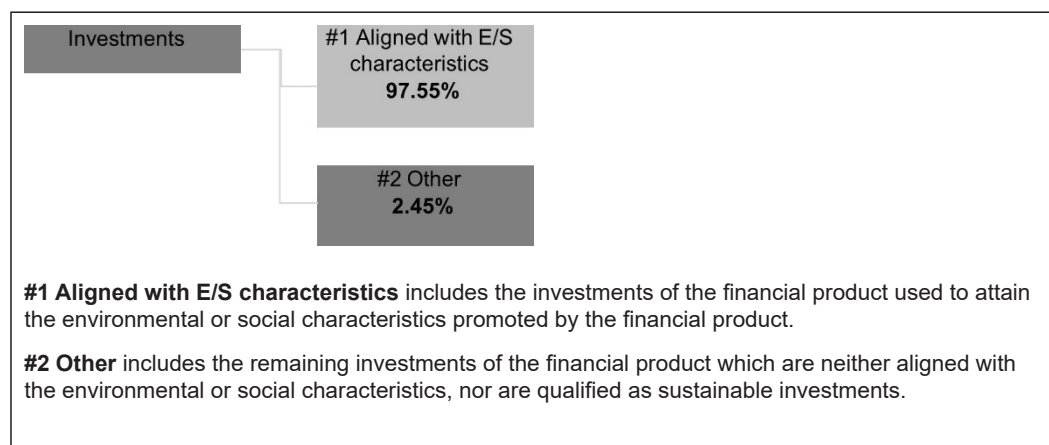 Investments
#1 Aligned with E/S
characteristics
97.55%
#2 Other
2.45%
#1 Aligned with E/S characteristics includes the investments of the financial product used to attain
the environmental or social characteristics promoted by the financial product.
#2 Other includes the remaining investments of the financial product which are neither aligned with
the environmental or social characteristics, nor are qualified as sustainable investments.